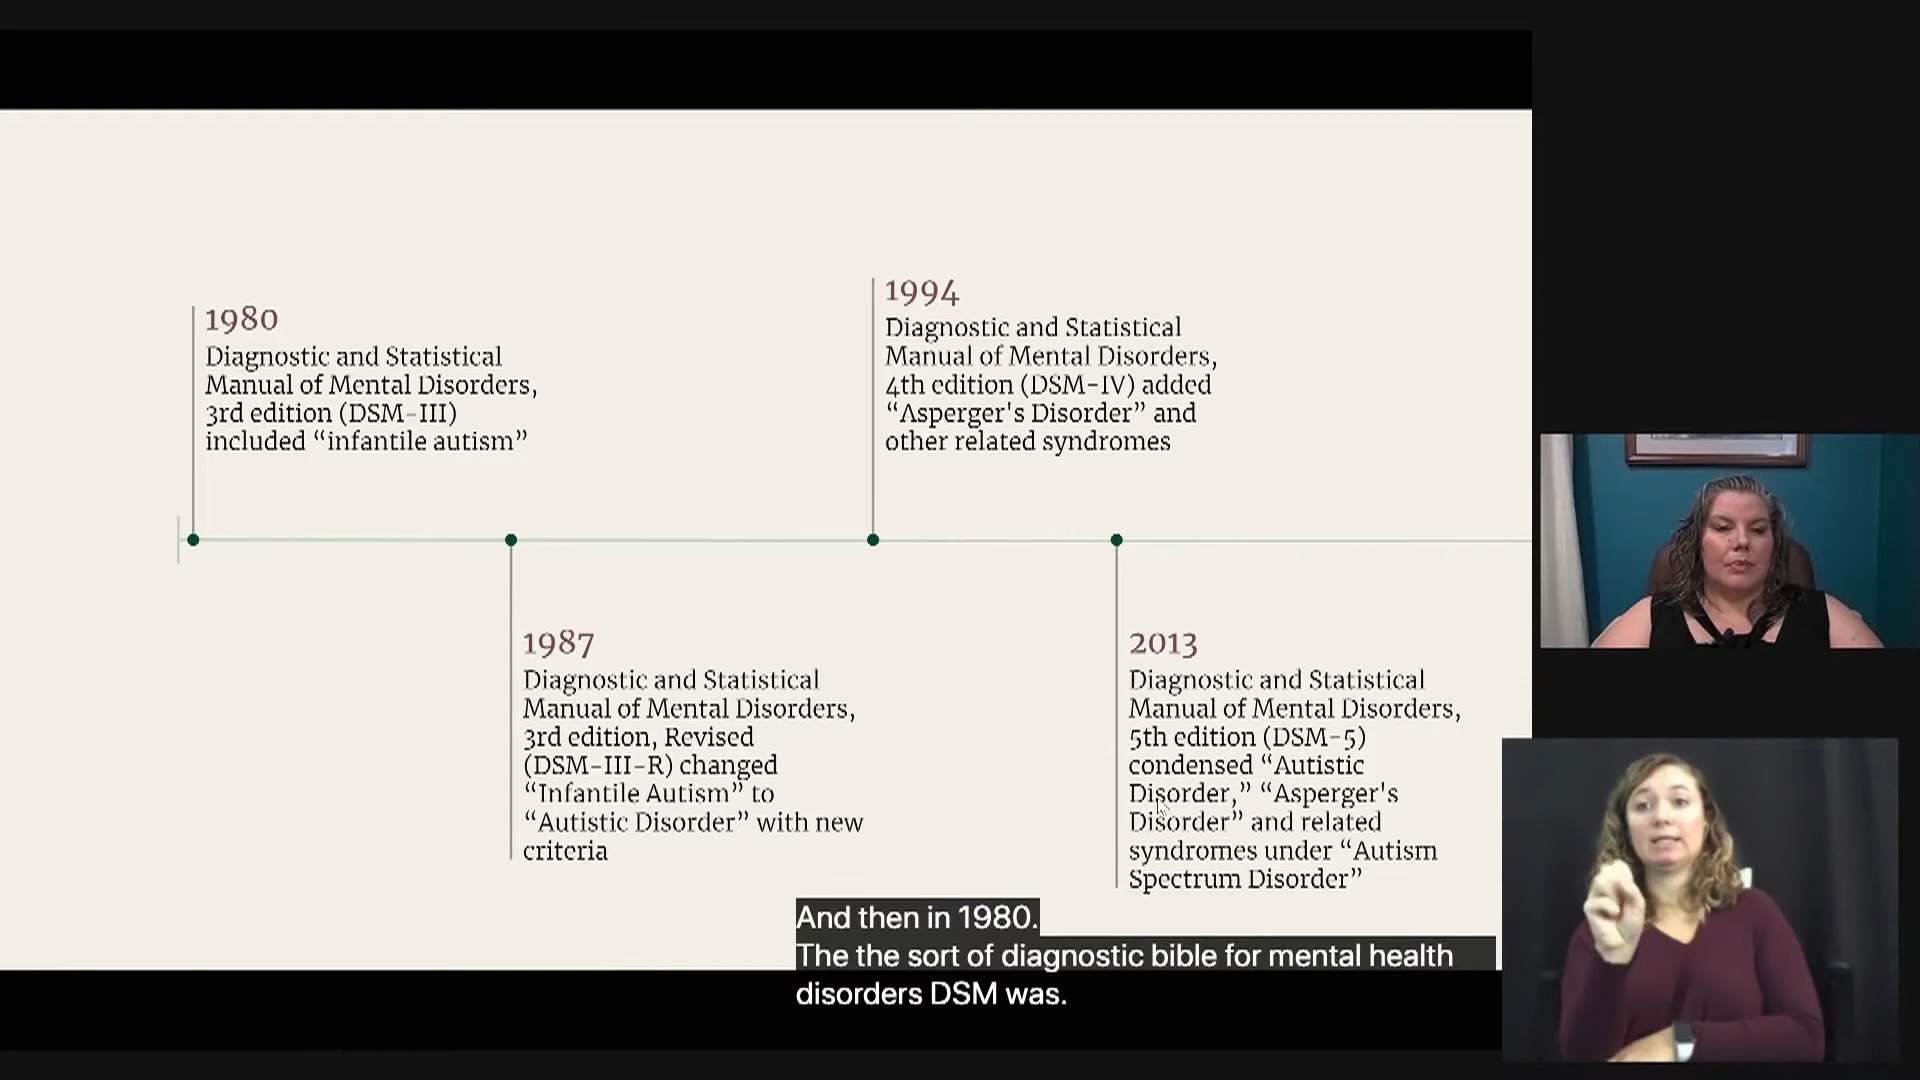 1980
Diagnostic and Statistical
Manual of Mental Disorders,
3rd edition (DSM-III)
included “infantile autism”
1994
Diagnostic and Statistical
Manual of Mental Disorders,
4th edition (DSM-IV) added
“Asperger's Disorder” and
other related syndromes
1987
Diagnostic and Statistical
Manual of Mental Disorders,
3rd edition, Revised
(DSM-III-R) changed
“Infantile Autism” to
“Autistic Disorder” with new
criteria
2013
Diagnostic and Statistical
Manual of Mental Disorders,
5th edition (DSM-5)
condensed “Autistic
Disorder,” “Asperger's
Disorder” and related
syndromes under “Autism
Spectrum Disorder”
And then in 1980.
The the sort of diagnostic bible for mental health
disorders DSM was.